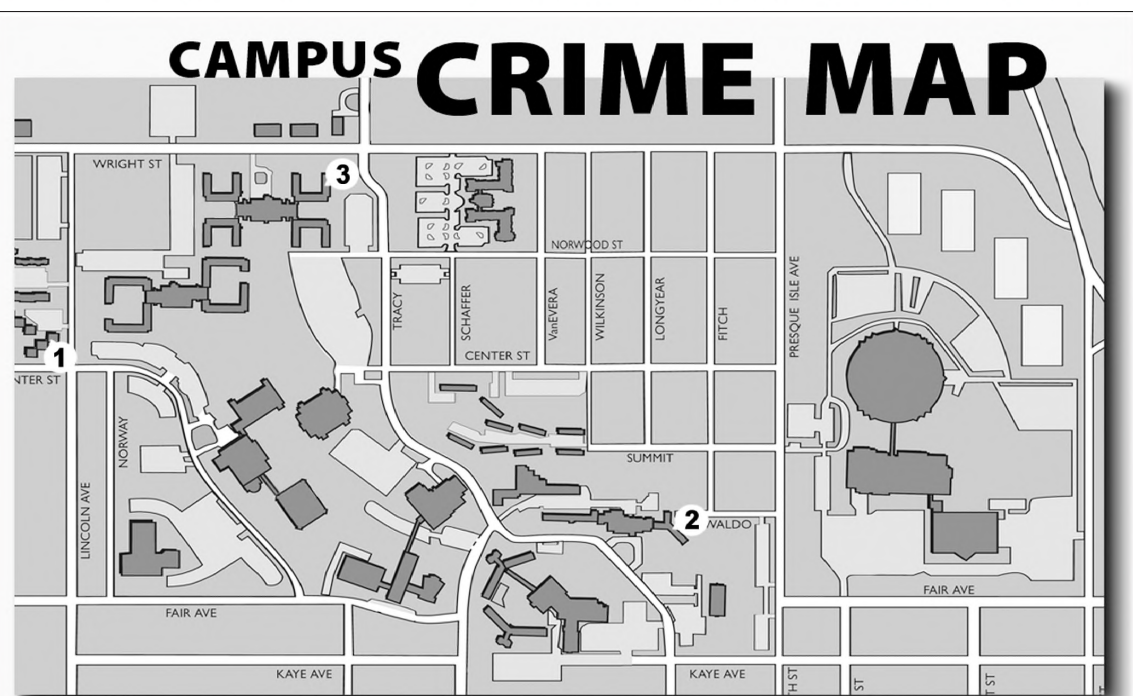 CAMPUS CRIME MAP
WRIGHT ST
3
NORWOOD ST
TRACY
SCHAFFER
VanEVERA
WILKINSON
LONGYEAR
FITCH
PRESQUE ISLE AVE
1
CENTER ST
NTER ST
NORWAY
SUMMIT
LINCOLN AVE
2
WALDO
FAIR AVE
FAIR AVE
KAYE AVE
KAYE AVE
TH ST
ST
T ST